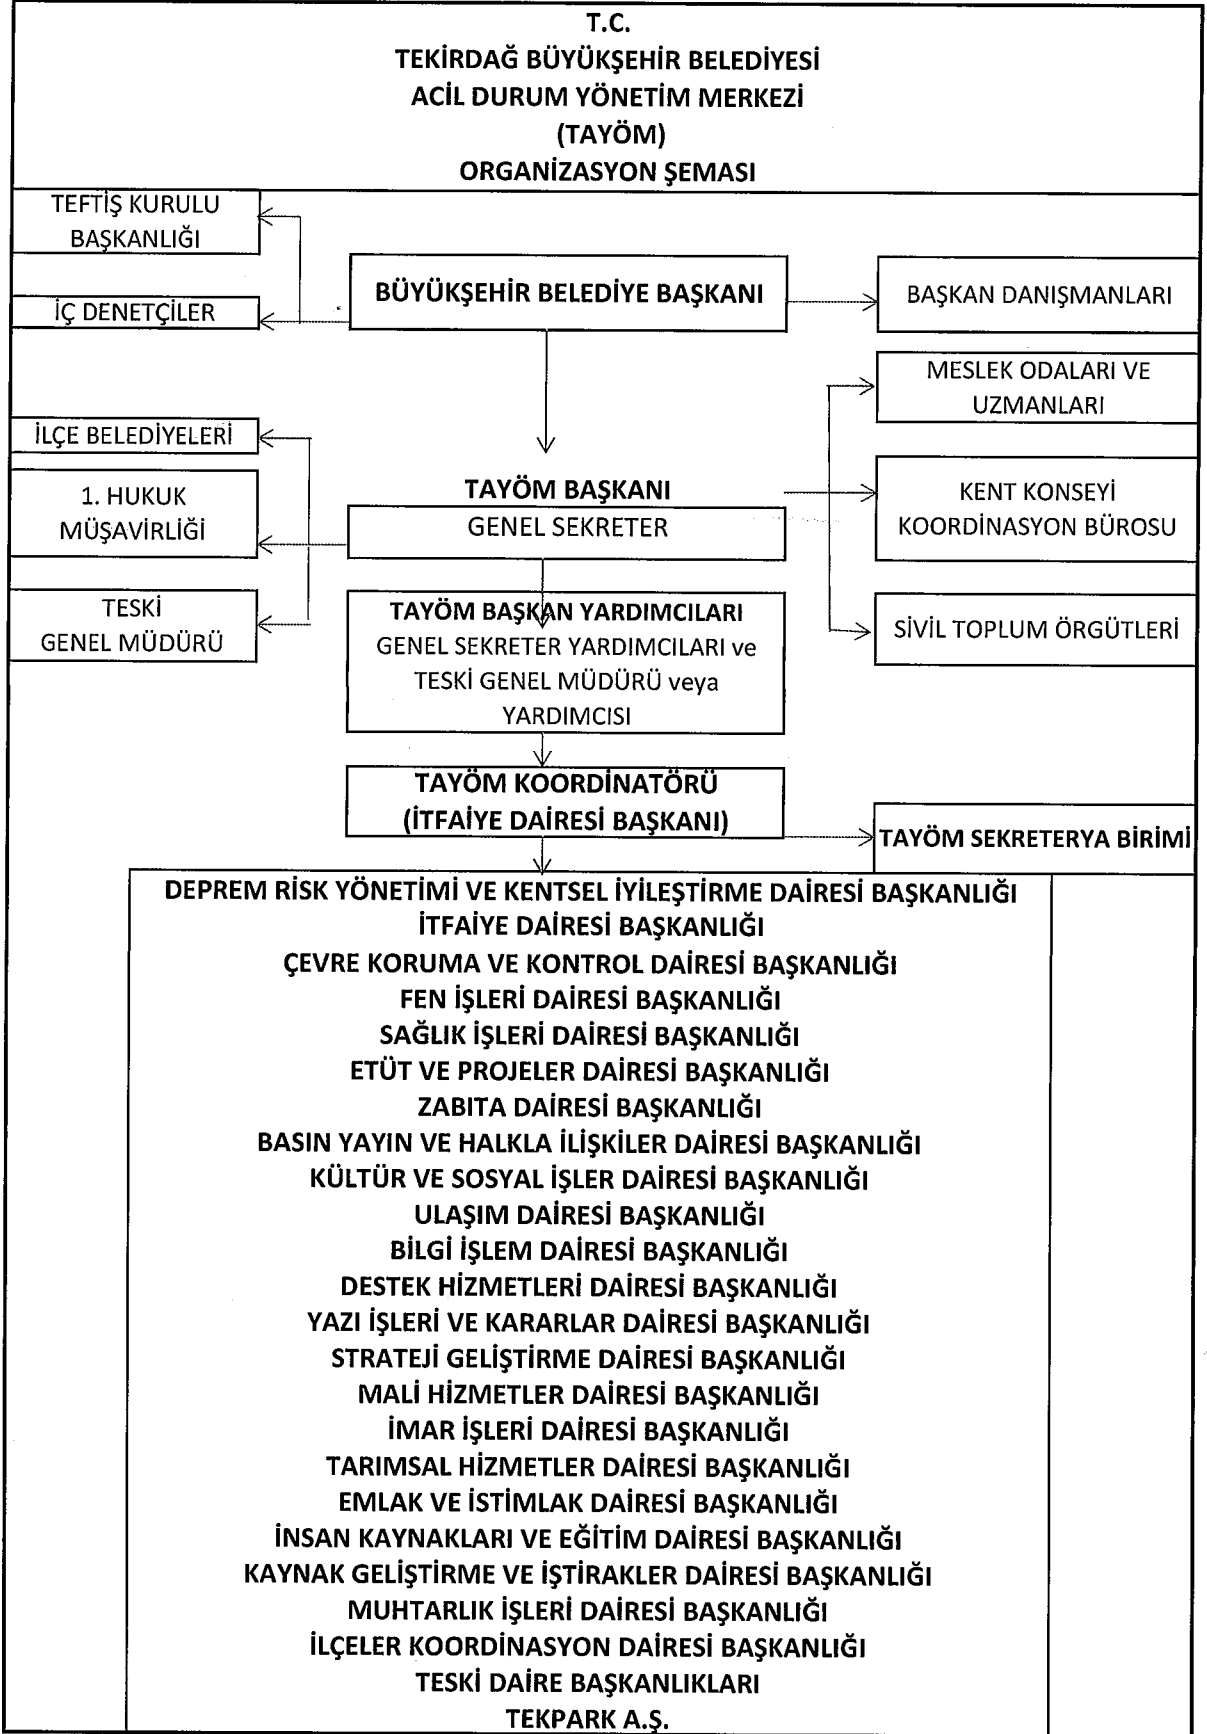 T.C.
TEKİRDAĞ BÜYÜKŞEHİR BELEDİYESİ
ACİL DURUM YÖNETİM MERKEZİ
(TAYÖM)
ORGANİZASYON ŞEMASI
TEFTİŞ KURULU
BAŞKANLIĞI
BÜYÜKŞEHİR BELEDİYE BAŞKANI
BAŞKAN DANIŞMANLARI
İÇ DENETÇİLER
MESLEK ODALARI VE
UZMANLARI
İLÇE BELEDİYELERİ
1. HUKUK
MÜŞAVİRLİĞİ
TAYÖM BAŞKANI
GENEL SEKRETER
KENT KONSEYİ
KOORDİNASYON BÜROSU
TESKİ
GENEL MÜDÜRÜ
TAYÖM BAŞKAN YARDIMCILARI
GENEL SEKRETER YARDIMCILARI ve
TESKİ GENEL MÜDÜRÜ veya
YARDIMCISI
SİVİL TOPLUM ÖRGÜTLERİ
TAYÖM KOORDİNATÖRÜ
(İTFAİYE DAİRESİ BAŞKANI)
TAYÖM SEKRETERYA BİRİMİ
DEPREM RİSK YÖNETİMİ VE KENTSEL İYİLEŞTİRME DAİRESİ BAŞKANLIĞI
İTFAİYE DAİRESİ BAŞKANLIĞI
ÇEVRE KORUMA VE KONTROL DAİRESİ BAŞKANLIĞI
FEN İŞLERİ DAİRESİ BAŞKANLIĞI
SAĞLIK İŞLERİ DAİRESİ BAŞKANLIĞI
ETÜT VE PROJELER DAİRESİ BAŞKANLIĞI
ZABITA DAİRESİ BAŞKANLIĞI
BASIN YAYIN VE HALKLA İLİŞKİLER DAİRESİ BAŞKANLIĞI
KÜLTÜR VE SOSYAL İŞLER DAİRESİ BAŞKANLIĞI
ULAŞIM DAİRESİ BAŞKANLIĞI
BİLGİ İŞLEM DAİRESİ BAŞKANLIĞI
DESTEK HİZMETLERİ DAİRESİ BAŞKANLIĞI
YAZI İŞLERİ VE KARARLAR DAİRESİ BAŞKANLIĞI
STRATEJİ GELİŞTİRME DAİRESİ BAŞKANLIĞI
MALİ HİZMETLER DAİRESİ BAŞKANLIĞI
İMAR İŞLERİ DAİRESİ BAŞKANLIĞI
TARIMSAL HİZMETLER DAİRESİ BAŞKANLIĞI
EMLAK VE İSTİMLAK DAİRESİ BAŞKANLIĞI
İNSAN KAYNAKLARI VE EĞİTİM DAİRESİ BAŞKANLIĞI
KAYNAK GELİŞTİRME VE İŞTİRAKLER DAİRESİ BAŞKANLIĞI
MUHTARLIK İŞLERİ DAİRESİ BAŞKANLIĞI
İLÇELER KOORDİNASYON DAİRESİ BAŞKANLIĞI
TESKİ DAİRE BAŞKANLIKLARI
TEKPARK A.Ş.